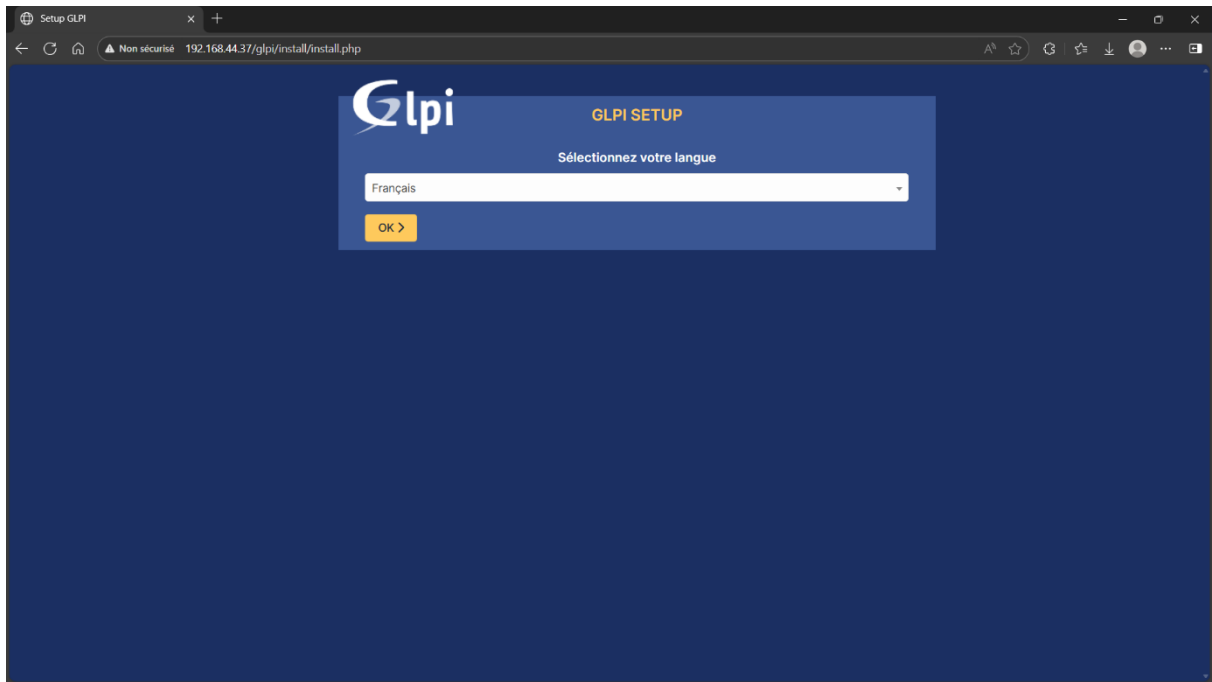 Setup GLPI
Non sécurisé 192.168.44.37/glpi/install/install.php
Glpi
GLPI SETUP
Sélectionnez votre langue
Français
OK